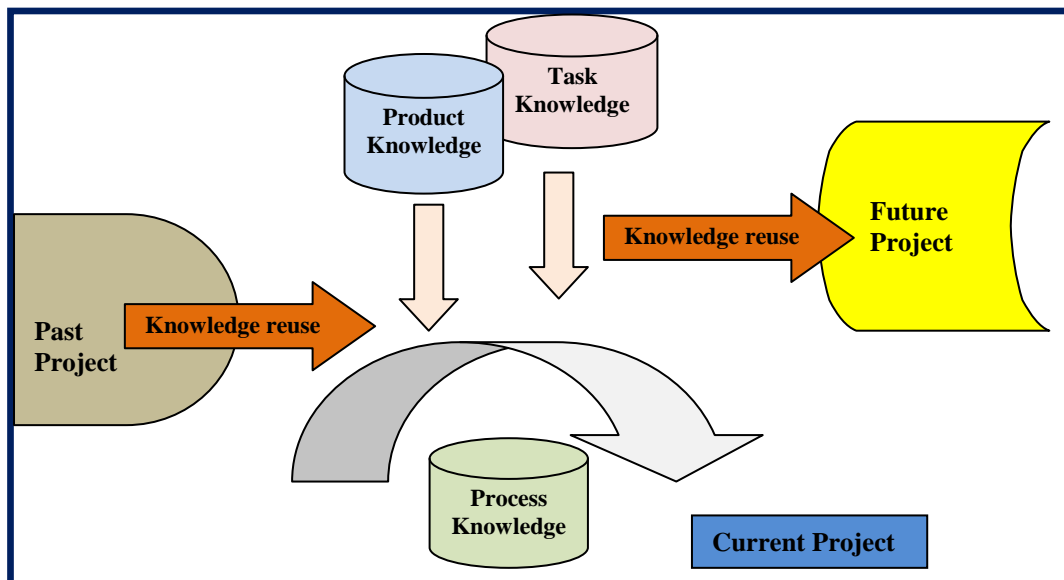 Task
Knowledge
Product
Knowledge
Knowledge reuse
Future
Project
Past
Project
Knowledge reuse
Process
Knowledge
Current Project